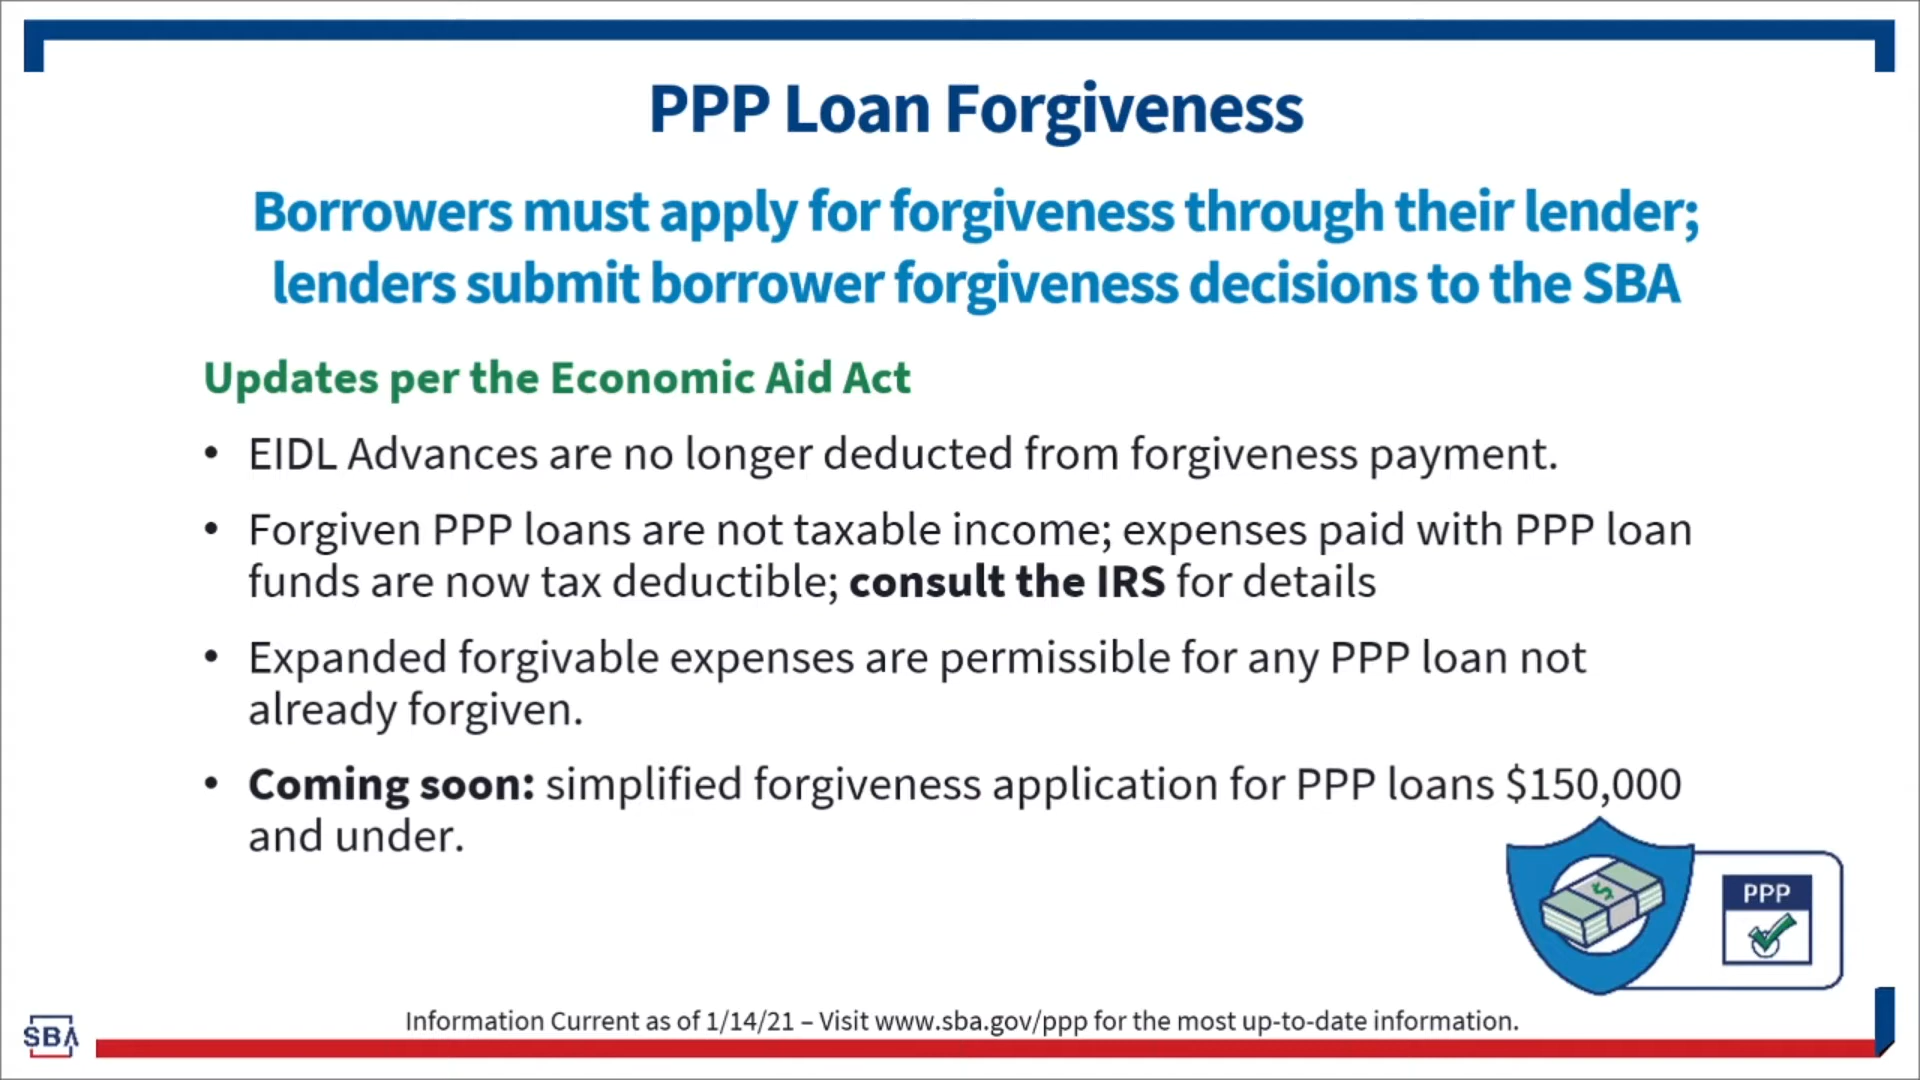 PPP Loan Forgiveness
Borrowers must apply for forgiveness through their lender;
lenders submit borrower forgiveness decisions to the SBA
Updates per the Economic Aid Act
• EIDL Advances are no longer deducted from forgiveness payment.
• Forgiven PPP loans are not taxable income; expenses paid with PPP loan
funds are now tax deductible; consult the IRS for details
• Expanded forgivable expenses are permissible for any PPP loan not
already forgiven.
• Coming soon: simplified forgiveness application for PPP loans $150,000
and under.
$
PPP
Information Current as of 1/14/21 – Visit www.sba.gov/ppp for the most up-to-date information.
SBA